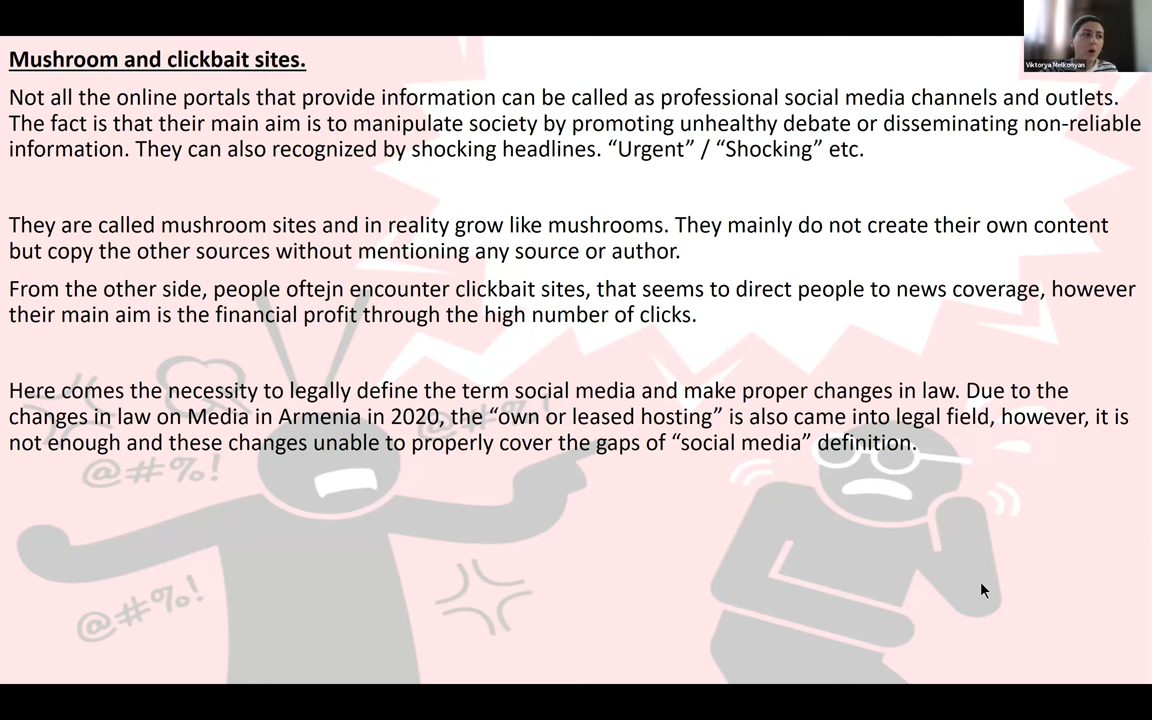 Viktorya Melkonyan
Mushroom and clickbait sites.
Not all the online portals that provide information can be called as professional social media channels and outlets.
The fact is that their main aim is to manipulate society by promoting unhealthy debate or disseminating non-reliable
information. They can also recognized by shocking headlines. “Urgent” / “Shocking” etc.
They are called mushroom sites and in reality grow like mushrooms. They mainly do not create their own content
but copy the other sources without mentioning any source or author.
From the other side, people oftejn encounter clickbait sites, that seems to direct people to news coverage, however
their main aim is the financial profit through the high number of clicks.
Here comes the necessity to legally define the term social media and make proper changes in law. Due to the
changes in law on Media in Armenia in 2020, the “own or leased hosting” is also came into legal field, however, it is
not enough and these changes unable to properly cover the gaps of “social media” definition.
@#%!
@#%!
@#%!